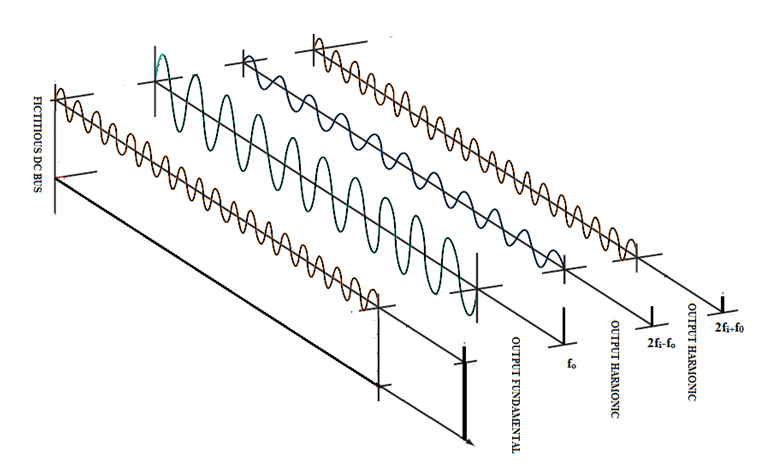 FICTITIOUS DC BUS
OUTPUT FUNDAMENTAL
fo
OUTPUT HARMONIC
2fi-fo
OUTPUT HARMONIC
2fi+f0